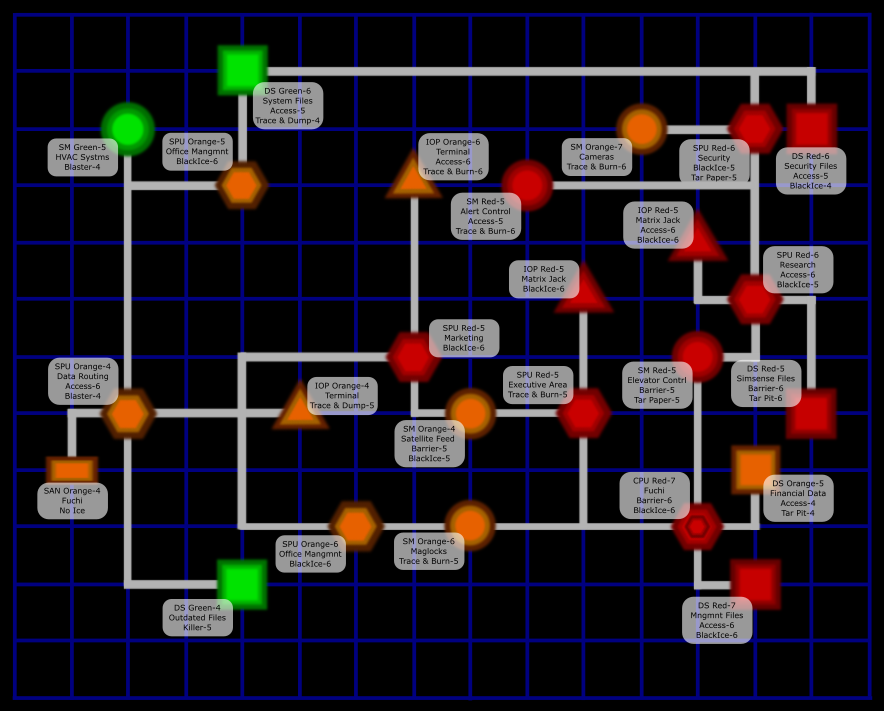 DS Green-6
System Files
Access-5
Trace & Dump-4
SM Green-5
HVAC Systms
Blaster-4
SPU Orange-5
Office Mangmnt
BlackIce-6
IOP Orange-6
Terminal
Access-6
Trace & Burn-6
SM Orange-7
Cameras
Trace & Burn-6
SPU Red-6
Security
BlackIce-5
Tar Paper-5
DS Red-6
Security Files
Access-5
BlackIce-4
SM Red-5
Alert Control
Access-5
Trace & Burn-6
IOP Red-5
Matrix Jack
Access-6
BlackIce-6
SPU Red-6
Research
Access-6
BlackIce-5
IOP Red-5
Matrix Jack
BlackIce-6
SPU Red-5
Marketing
BlackIce-6
SPU Orange-4
Data Routing
Access-6
Blaster-4
IOP Orange-4
Terminal
Trace & Dump-5
SPU Red-5
Executive Area
Trace & Burn-5
SM Red-5
Elevator Contrl
Barrier-5
Tar Paper-5
DS Red-5
Simsense Files
Barrier-6
Tar Pit-6
SM Orange-4
Satellite Feed
Barrier-5
BlackIce-5
SAN Orange-4
Fuchi
No Ice
CPU Red-7
Fuchi
Barrier-6
BlackIce-6
DS Orange-5
Financial Data
Access-4
Tar Pit-4
SPU Orange-6
Office Mangmnt
BlackIce-6
SM Orange-6
Maglocks
Trace & Burn-5
DS Green-4
Outdated Files
Killer-5
DS Red-7
Mngmnt Files
Access-6
BlackIce-6